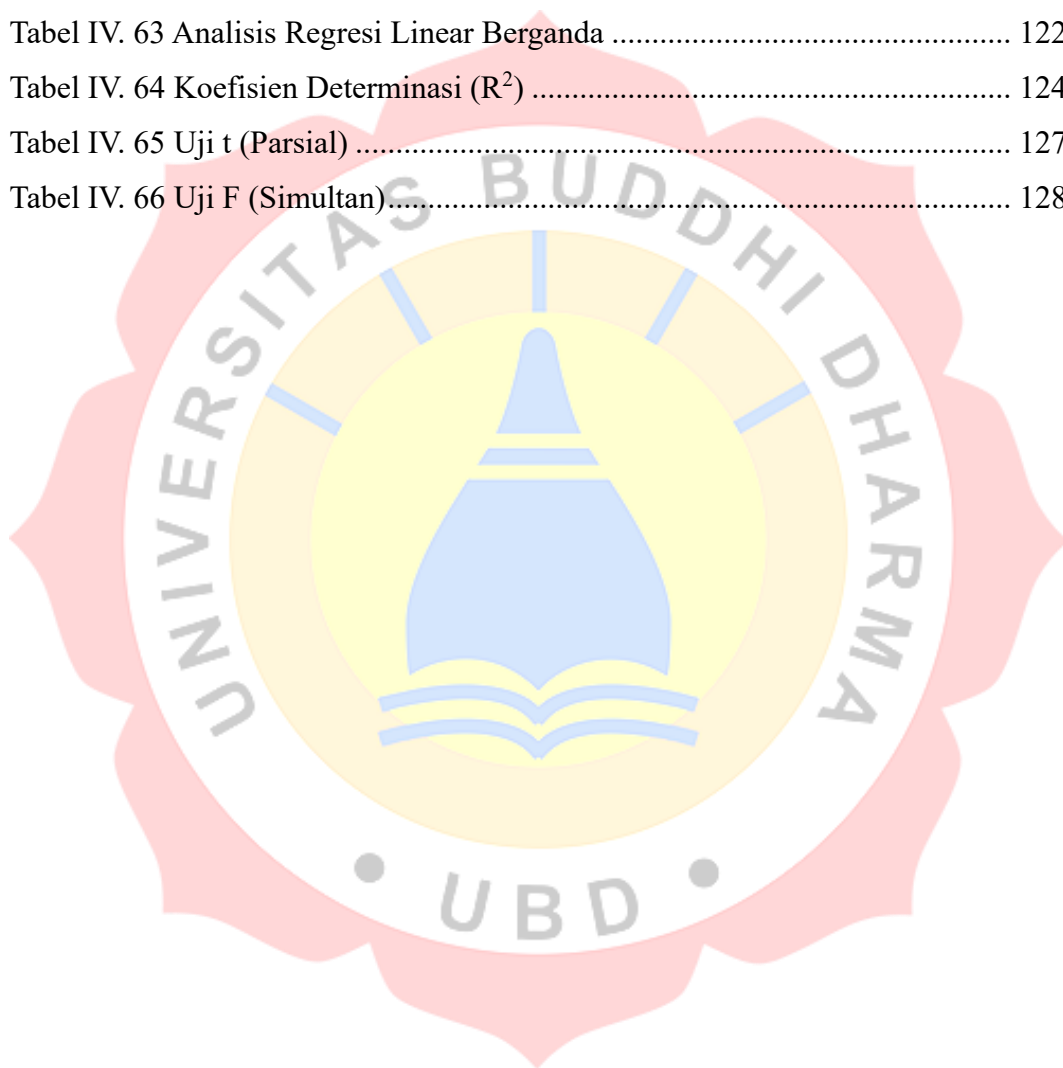 Tabel IV. 63 Analisis Regresi Linear Berganda ................................................ 122
Tabel IV. 64 Koefisien Determinasi (R²) .......................................................... 124
Tabel IV. 65 Uji t (Parsial) ............................................................................... 127
Tabel IV. 66 Uji F (Simultan)........................................................................... 128
UNIVERSITAS BUDDHI DHARMA
• UBD •